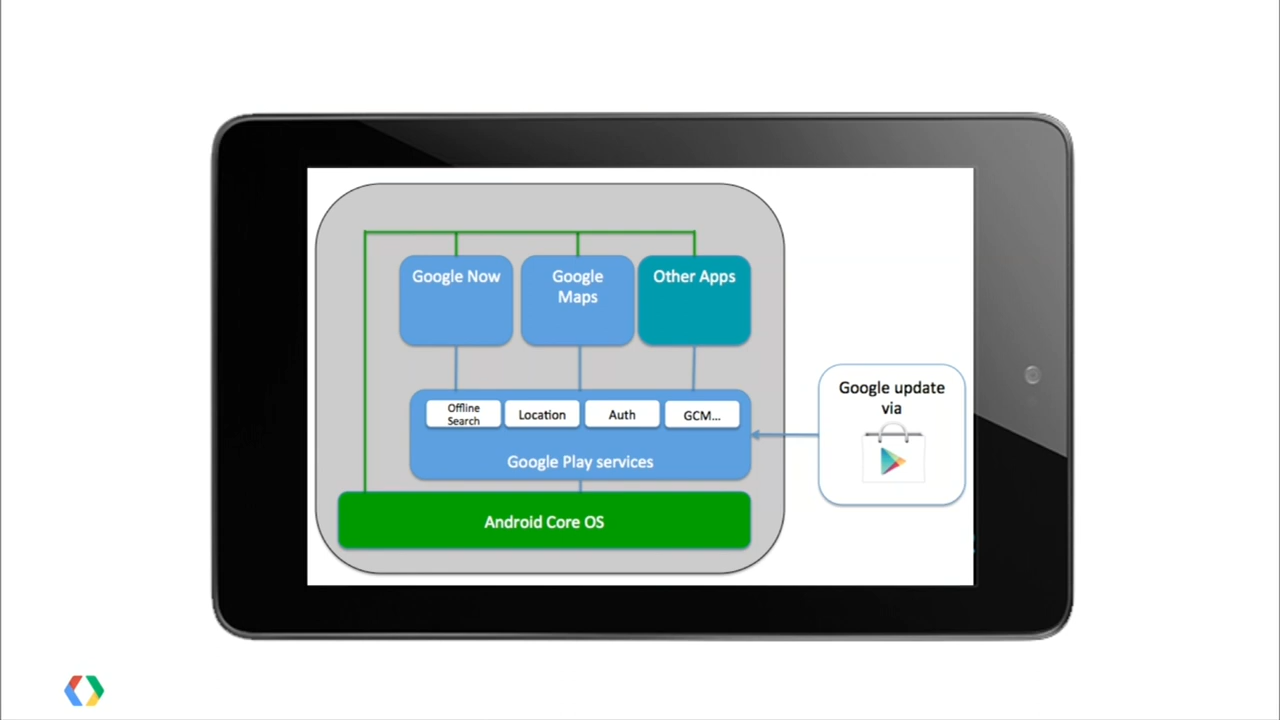 Google Now
Google
Maps
Other Apps
Offline
Search
Location
Auth
GCM...
Google Play services
Android Core OS
Google update
via